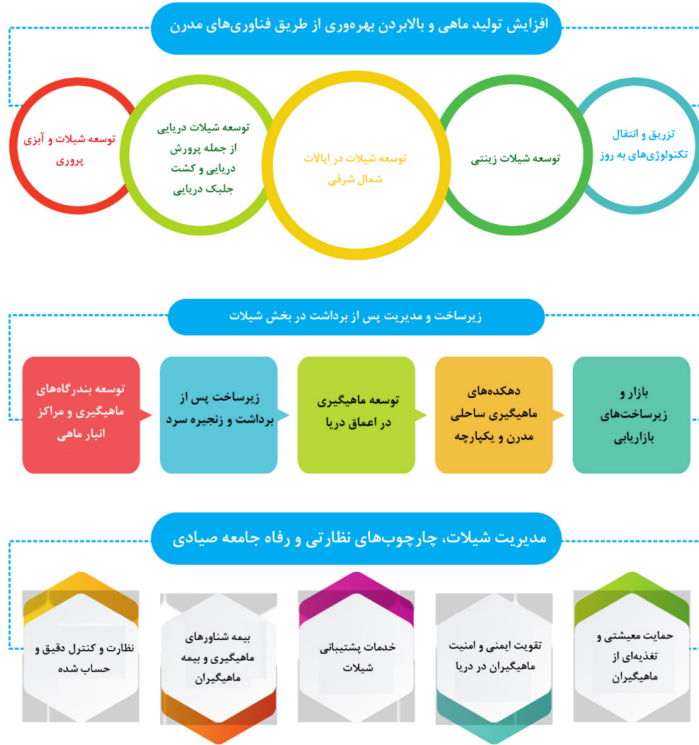 افزایش تولید ماهی و بالابردن بهره‌وری از طریق فناوری‌های مدرن
تزریق و انتقال
تکنولوژی‌های به روز
توسعه شیلات زینتی
توسعه شیلات در ایالات
شمال شرقی
توسعه شیلات دریایی
از جمله پرورش
دریایی و کشت
جلبک دریایی
توسعه شیلات و آبزی
پروری
زیرساخت و مدیریت پس از برداشت در بخش شیلات
بازار و
زیرساخت‌های
بازاریابی
دهکده‌های
ماهیگیری ساحلی
مدرن و یکپارچه
توسعه ماهیگیری
در اعماق دریا
زیرساخت پس از
برداشت و زنجیره سرد
توسعه بندرگاه‌های
ماهیگیری و مراکز
انبار ماهی
مدیریت شیلات، چارچوب‌های نظارتی و رفاه جامعه صیادی
حمایت معیشتی و
تغذیه‌ای از
ماهیگیران
تقویت ایمنی و امنیت
ماهیگیران در دریا
خدمات پشتیبانی
شیلات
بیمه شناورهای
ماهیگیری و بیمه
ماهیگیران
نظارت و کنترل دقیق و
حساب شده